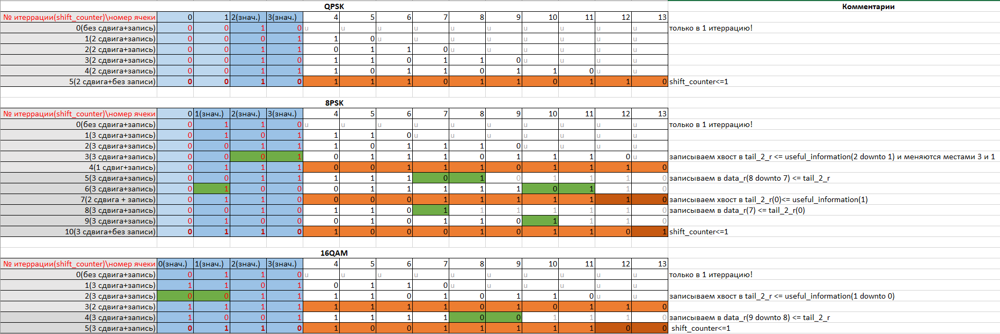 QPSK Комментарии
№ итеррации(shift_counter)\номер ячеки 0 1 2(знач.) 3(знач.) 4 5 6 7 8 9 10 11 12 13
0(без сдвига+запись) 0 0 1 0 u u u u u u u u u u только в 1 итеррацию!
1(2 сдвига+запись) 0 0 0 1 1 0 u u u u u u u u
2(2 сдвига+запись) 0 0 1 1 0 1 1 0 u u u u u u
3(2 сдвига+запись) 0 0 1 0 1 1 0 1 1 0 u u u u
4(2 сдвига+запись) 0 0 1 1 1 0 1 1 0 1 1 0 u u
5(2 сдвига+без записи) 0 0 1 0 1 1 1 0 1 1 0 1 1 0 shift_counter<=1
8PSK
№ итеррации(shift_counter)\номер ячеки 0 1(знач.) 2(знач.) 3(знач.) 4 5 6 7 8 9 10 11 12 13
0(без сдвига+запись) 0 1 1 0 u u u u u u u u u u только в 1 итеррацию!
1(3 сдвига+запись) 0 1 0 1 1 1 0 u u u u u u u
2(3 сдвига+запись) 0 0 1 1 1 0 1 1 1 0 u u u u
3(3 сдвига+запись) 0 0 0 1 0 1 1 1 0 1 1 1 0 u записываем хвост в tail_2_r <= useful_information(2 downto 1) и меняются местами 3 и 1
4(1 сдвиг+запись) 0 1 1 1 0 0 1 1 1 0 1 1 1 0
5(3 сдвига+запись) 0 0 1 1 1 1 1 0 1 0 1 1 1 0 записываем в data_r(8 downto 7) <= tail_2_r
6(3 сдвига+запись) 0 1 0 0 0 1 1 1 1 1 0 1 1 0
7(2 сдвига + запись) 0 1 1 0 0 0 0 1 1 1 1 1 1 0 записываем хвост в tail_2_r(0)<= useful_information(1)
8(3 сдвига+запись) 0 0 1 0 1 1 0 1 1 1 1 1 1 0 записываем в data_r(7) <= tail_2_r(0)
9(3 сдвига+запись) 0 1 0 0 0 1 0 1 1 0 1 1 1 0
10(3 сдвига+без записи) 0 1 1 0 1 0 0 0 1 0 1 1 0 1 shift_counter<=1
16QAM
№ итеррации(shift_counter)\номер ячеки 0(знач.) 1(знач.) 2(знач.) 3(знач.) 4 5 6 7 8 9 10 11 12 13
0(без сдвига+запись) 0 1 1 0 u u u u u u u u u u только в 1 итеррацию!
1(3 сдвига+запись) 1 1 0 1 0 1 1 0 u u u u u u
2(3 сдвига+запись) 0 0 1 1 1 1 0 1 0 1 1 0 u u записываем хвост в tail_2_r <= useful_information(1 downto 0)
3(2 сдвига+запись) 1 1 1 1 1 1 1 1 0 1 0 1 1 0
4(3 сдвига+запись) 1 0 0 1 1 1 1 1 0 0 1 1 1 0 записываем в data_r(9 downto 8) <= tail_2_r
5(3 сдвига+запись) 0 1 1 0 1 0 0 1 1 1 1 1 0 0 shift_counter<=1